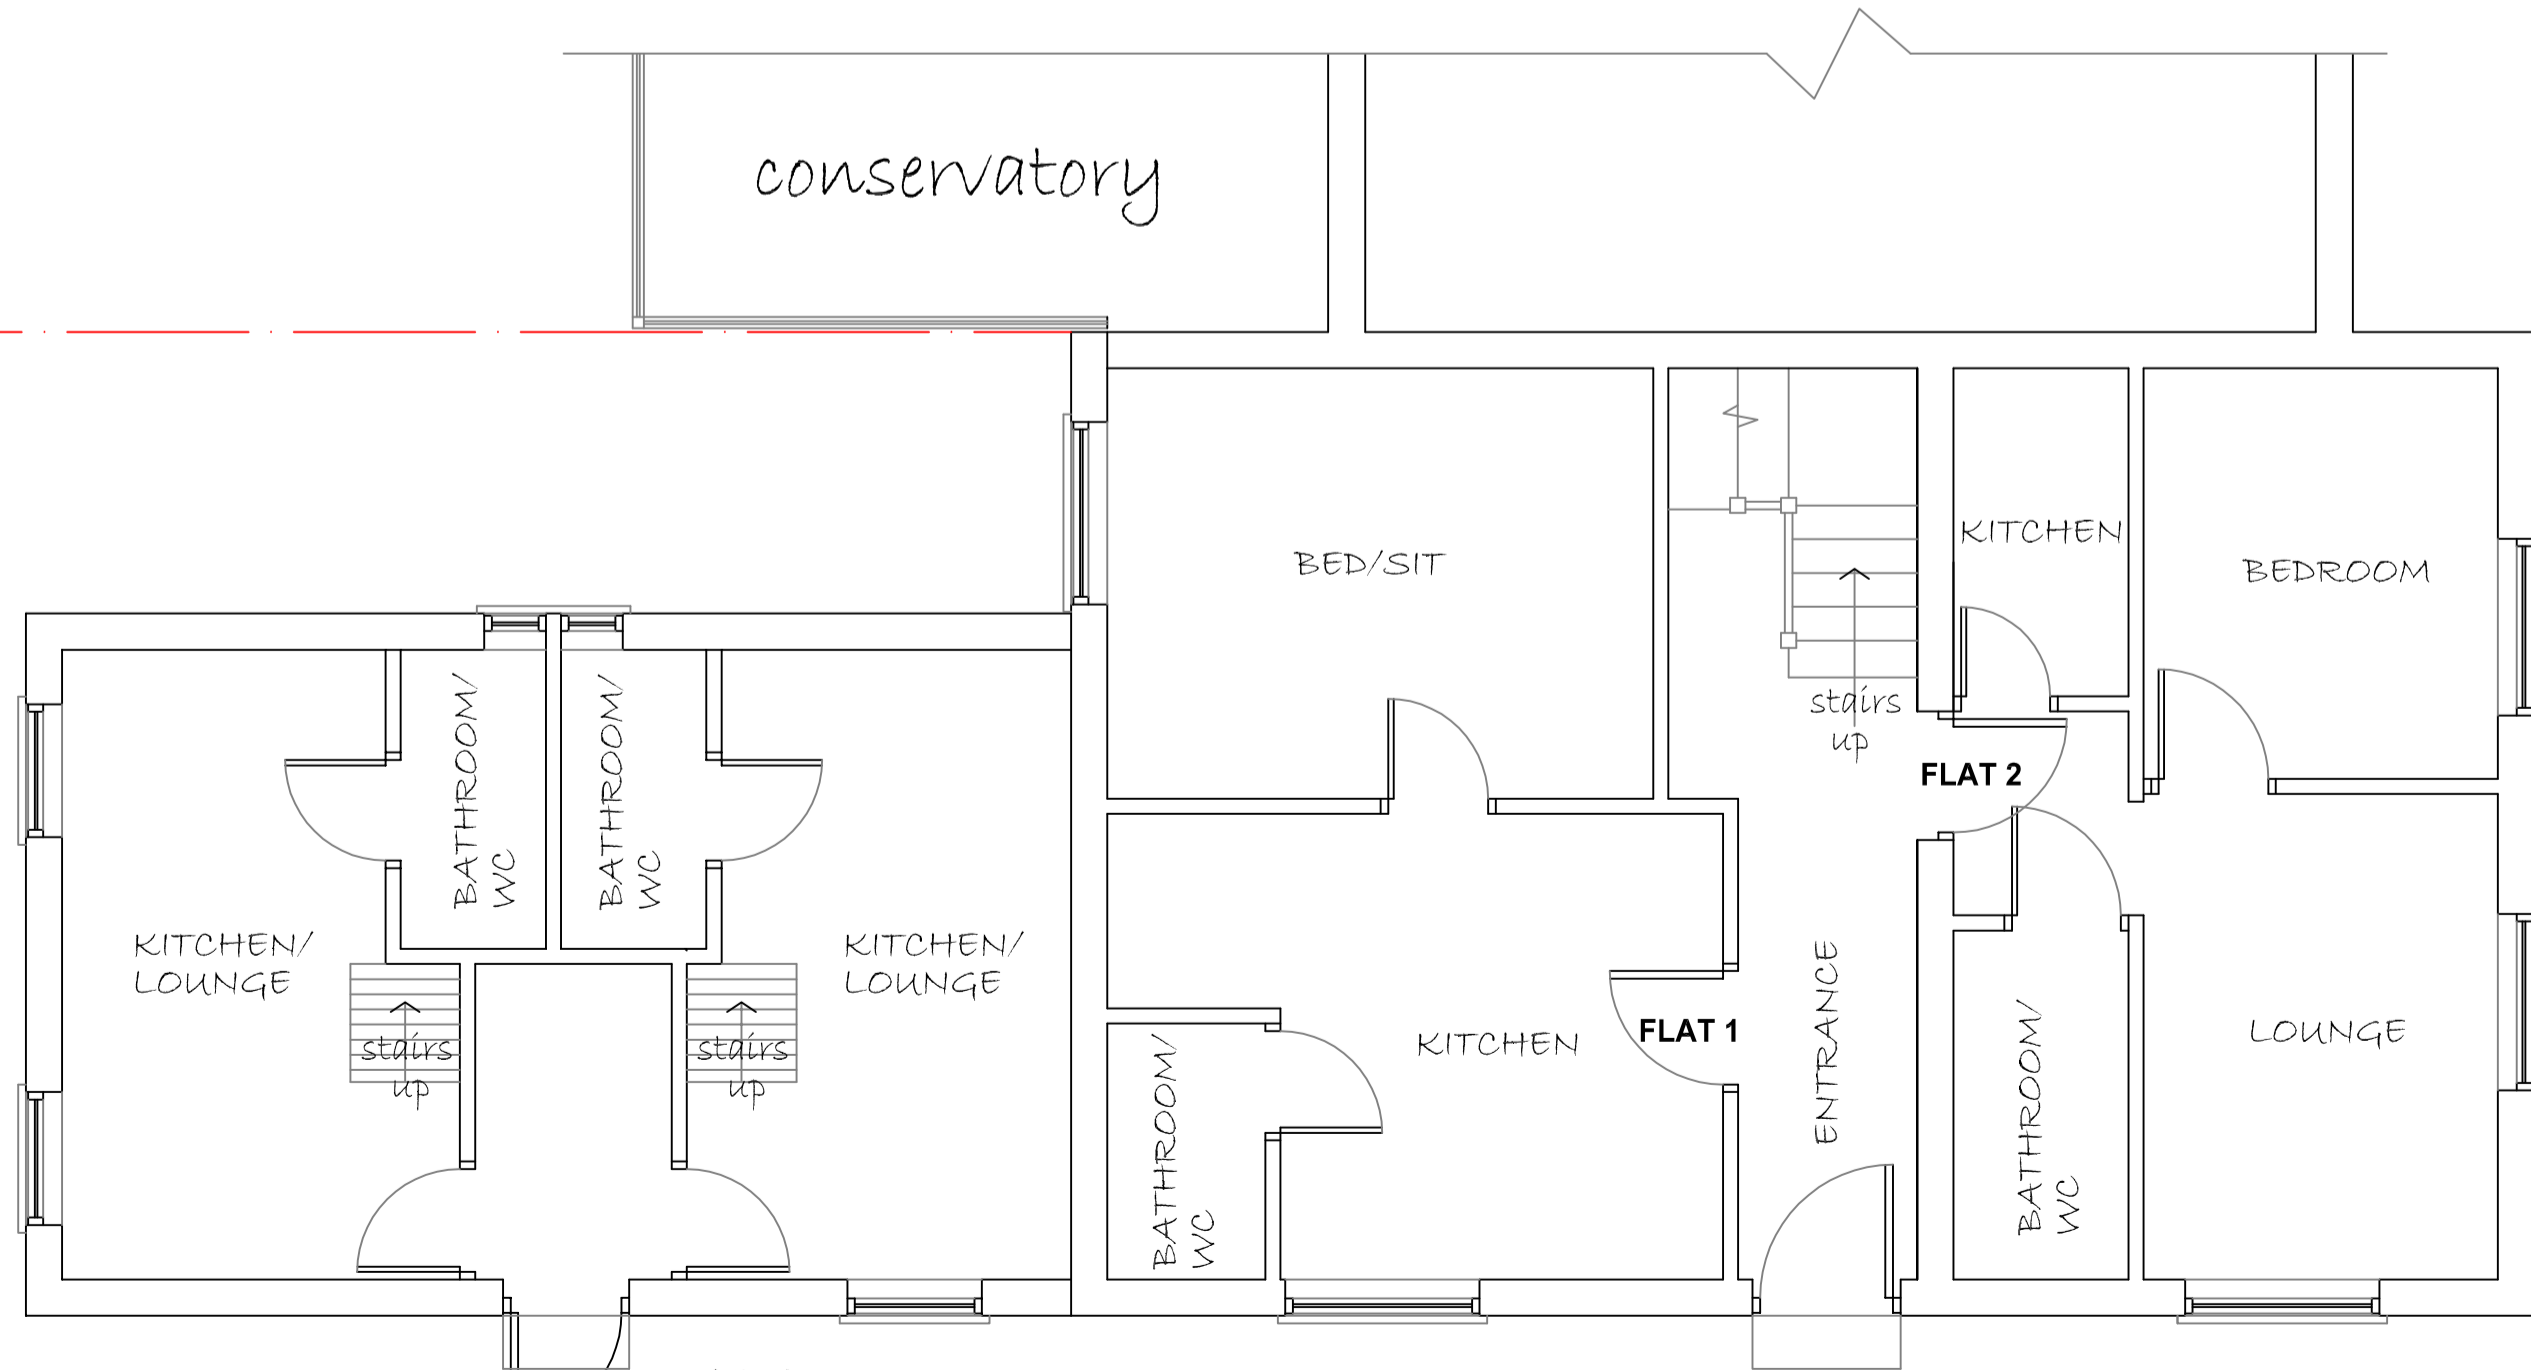 conservatory
BED/SIT
KITCHEN
BEDROOM
stairs
up
FLAT 2
BATHROOM/
WC
BATHROOM/
WC
KITCHEN/
LOUNGE
KITCHEN/
LOUNGE
stairs
up
stairs
up
KITCHEN
FLAT 1
ENTRANCE
LOUNGE
BATHROOM/
WC
BATHROOM/
WC